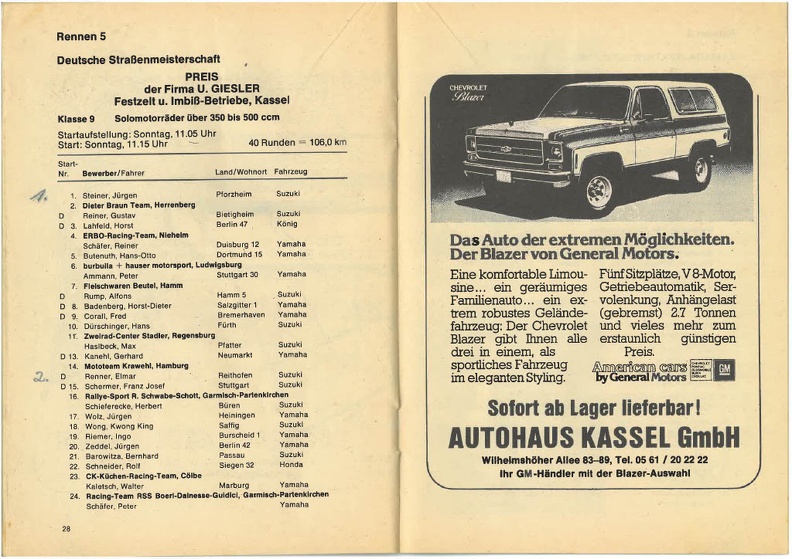 Rennen 5
Deutsche Straßenmeisterschaft
PREIS
der Firma U. GIESLER
Festzelt u. Imbiß-Betriebe, Kassel
Klasse 9 Solomotorräder über 350 bis 500 ccm
Startaufstellung: Sonntag, 11.05 Uhr
Start: Sonntag, 11.15 Uhr 40 Runden = 106,0 km
Start-
Nr. Bewerber/Fahrer Land/Wohnort Fahrzeug
1. 1. Steiner, Jürgen Pforzheim Suzuki
2. Dieter Braun Team, Herrenberg
D Reiner, Gustav Bietigheim Suzuki
D 3. Lahfeld, Horst Berlin 47 König
4. ERBO-Racing-Team, Nieheim
Schäfer, Reiner Duisburg 12 Yamaha
5. Butenuth, Hans-Otto Dortmund 15 Yamaha
6. burbulla + hauser motorsport, Ludwigsburg
Ammann, Peter Stuttgart 30 Yamaha
7. Fleischwaren Beutel, Hamm
D Rump, Alfons Hamm 5 Suzuki
D 8. Badenberg, Horst-Dieter Salzgitter 1 Yamaha
D 9. Corall, Fred Bremerhaven Yamaha
10. Dürschinger, Hans Fürth Suzuki
11. Zweirad-Center Stadler, Regensburg
Haslbeck, Max Pfatter Suzuki
D 13. Kanehl, Gerhard Neumarkt Yamaha
14. Mototeam Krawehl, Hamburg
2. D Renner, Elmar Reithofen Suzuki
D 15. Schermer, Franz Josef Stuttgart Suzuki
16. Rallye-Sport R. Schwabe-Schott, Garmisch-Partenkirchen
Schieferecke, Herbert Büren Suzuki
17. Wolz, Jürgen Heiningen Yamaha
18. Wong, Kwong King Saffig Suzuki
19. Riemer, Ingo Burscheid 1 Yamaha
20. Zeddel, Jürgen Berlin 42 Yamaha
21. Barowitza, Bernhard Passau Suzuki
22. Schneider, Rolf Siegen 32 Honda
23. CK-Küchen-Racing-Team, Cölbe
Kaletsch, Walter Marburg Yamaha
24. Racing-Team RSS Boeri-Dainesse-Guidici, Garmisch-Partenkirchen
Schäfer, Peter Yamaha
28
CHEVROLET
Blazer
Das Auto der extremen Möglichkeiten.
Der Blazer von General Motors.
Eine komfortable Limou-
sine... ein geräumiges
Familienauto... ein ex-
trem robustes Gelände-
fahrzeug: Der Chevrolet
Blazer gibt Ihnen alle
drei in einem, als
sportliches Fahrzeug
im eleganten Styling.
Fünf Sitzplätze, V 8-Motor,
Getriebeautomatik, Ser-
volenkung, Anhängelast
(gebremst) 2.7 Tonnen
und vieles mehr zum
erstaunlich günstigen
Preis.
American cars
by General Motors
GM
Sofort ab Lager lieferbar!
AUTOHAUS KASSEL GmbH
Wilhelmshöher Allee 83-89, Tel. 05 61 / 20 22 22
Ihr GM-Händler mit der Blazer-Auswahl